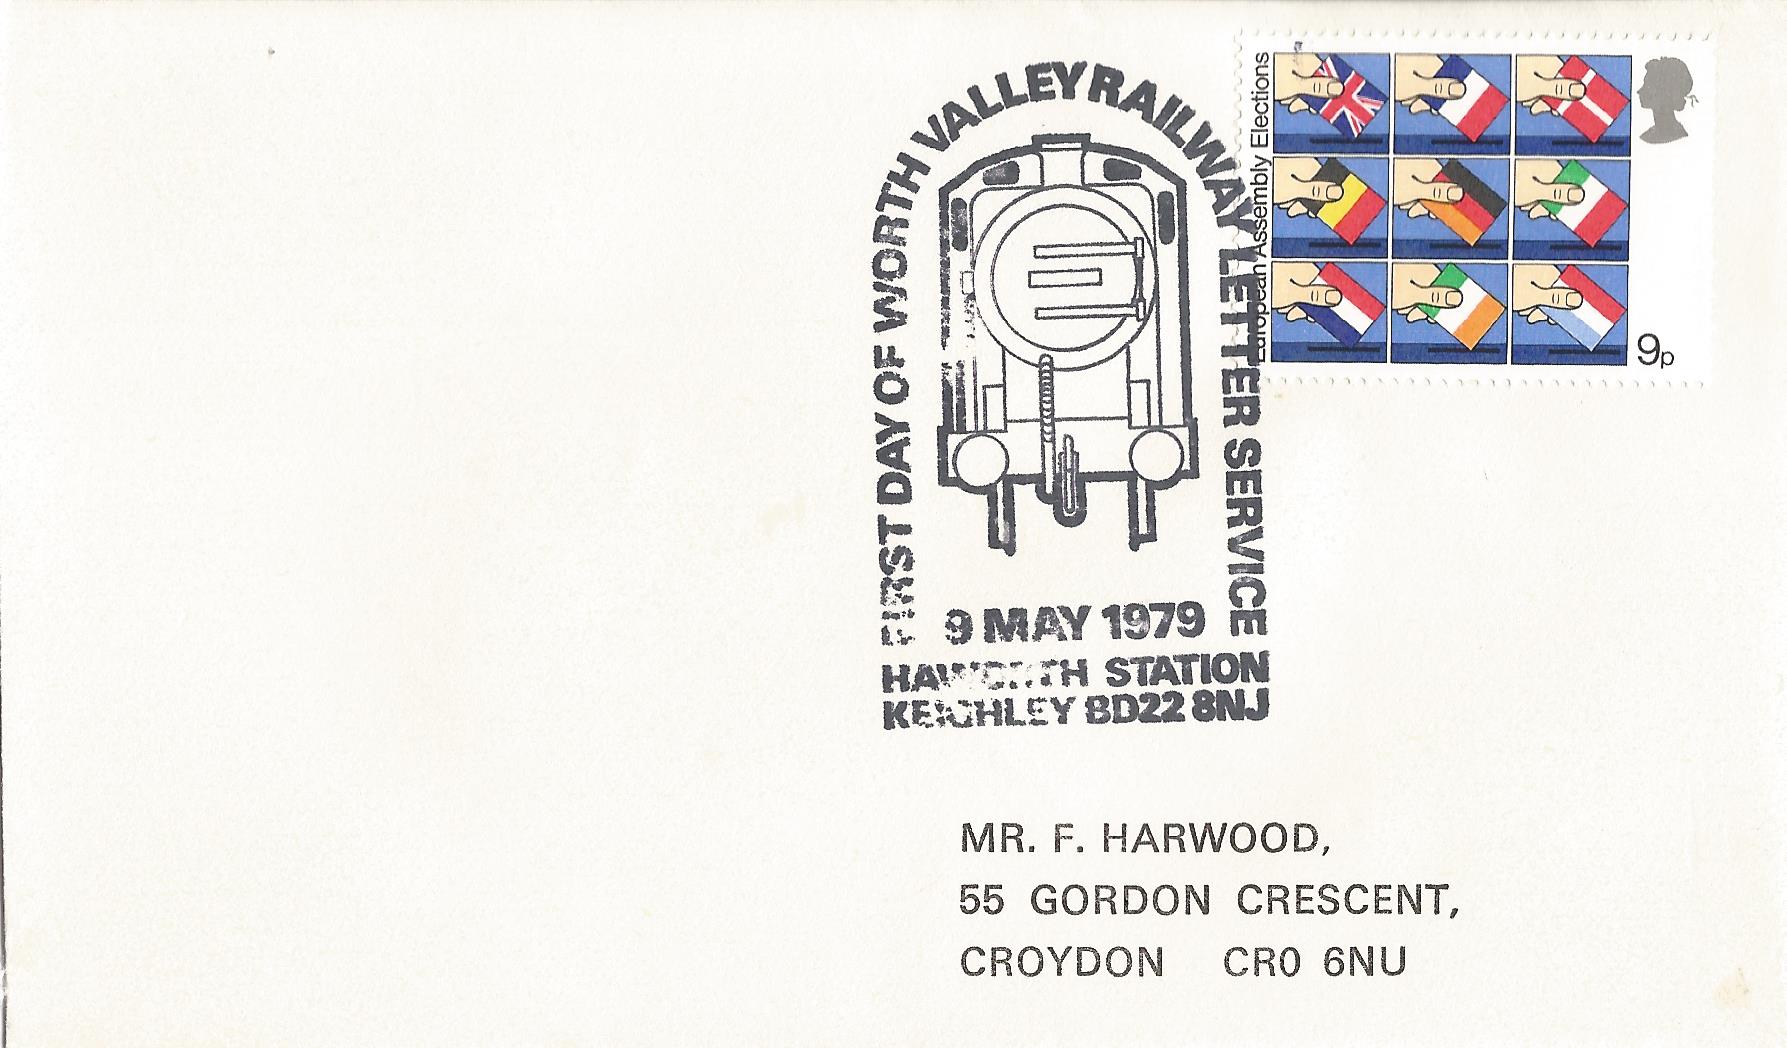 FIRST DAY OF WORTH VALLEY RAILWAY LETTER SERVICE
9 MAY 1979
HAWORTH STATION
KEIGHLEY BD22 8NJ
European Assembly Elections
9p
MR. F. HARWOOD,
55 GORDON CRESCENT,
CROYDON CR0 6NU